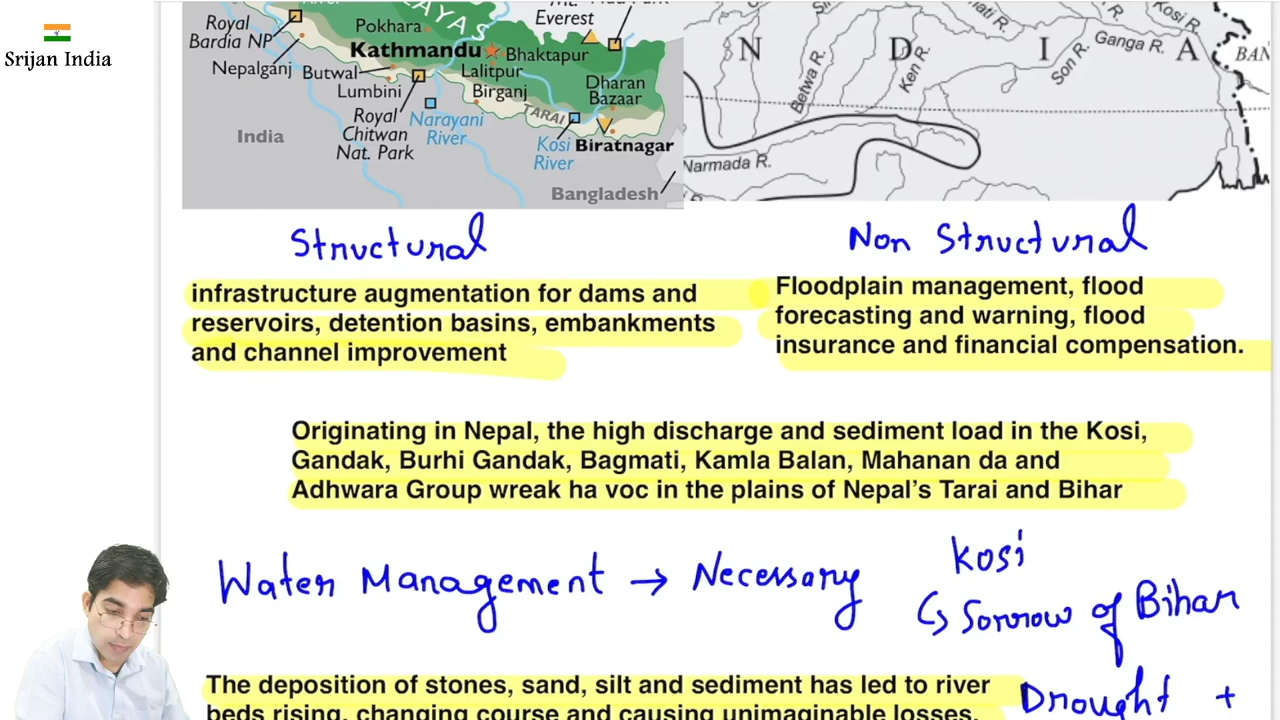 Srijan India
Royal
Bardia NP
Nepalganj
Pokhara
Kathmandu
Bhaktapur
Lalitpur
Butwal
Lumbini
Birganj
Everest
Dharan
Bazaar
TARAI
Royal
Chitwan
Nat. Park
Narayani
River
Kosi
River
Biratnagar
India
Bangladesh
N D I A
Betwa R.
Ken R.
Son R.
Ganga R.
Kosi R.
BAN
Narmada R.
Structural
Non Structural
infrastructure augmentation for dams and
reservoirs, detention basins, embankments
and channel improvement
Floodplain management, flood
forecasting and warning, flood
insurance and financial compensation.
Originating in Nepal, the high discharge and sediment load in the Kosi,
Gandak, Burhi Gandak, Bagmati, Kamla Balan, Mahanan da and
Adhwara Group wreak ha voc in the plains of Nepal's Tarai and Bihar
Water Management → Necessary
Kosi
↳ Sorrow of Bihar
The deposition of stones, sand, silt and sediment has led to river
beds rising, changing course and causing unimaginable losses.
Drought +